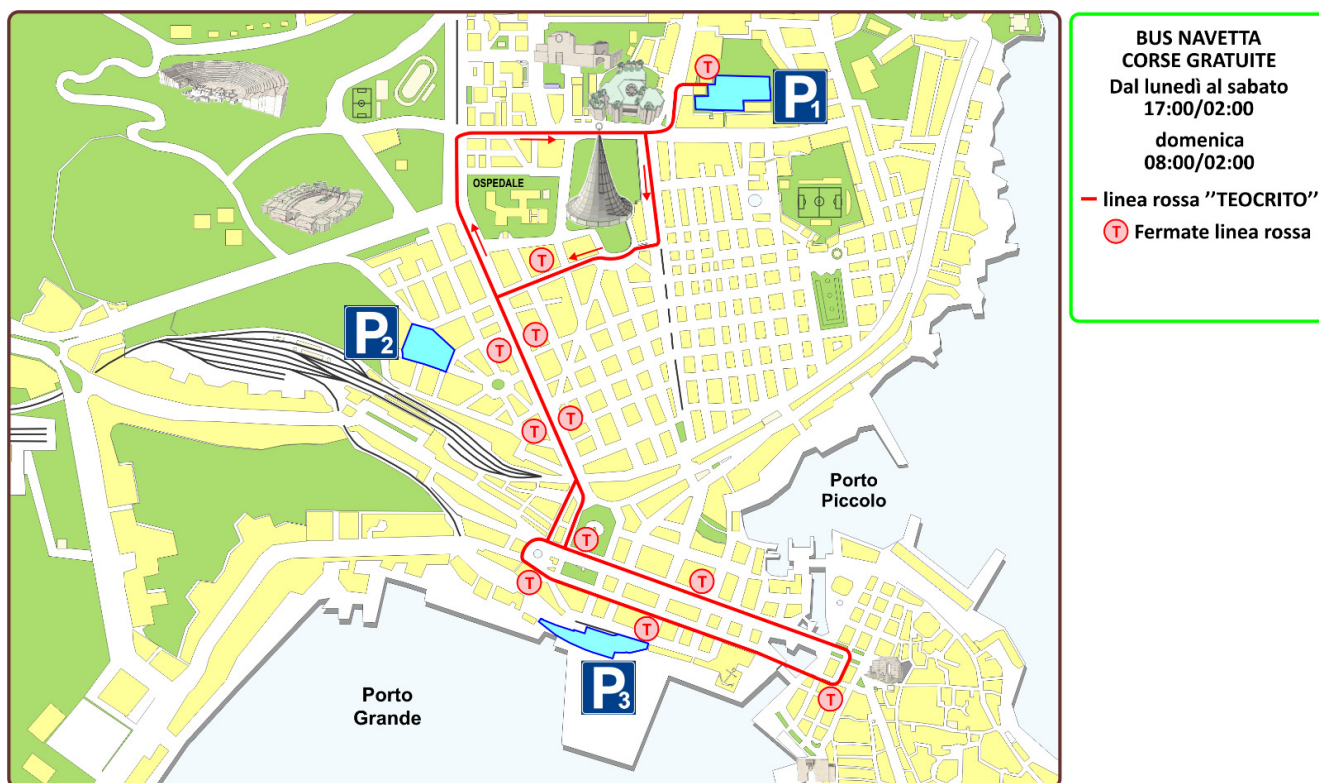 BUS NAVETTA
CORSE GRATUITE
Dal lunedì al sabato
17:00/02:00
domenica
08:00/02:00
linea rossa ’’TEOCRITO’’
T Fermate linea rossa
T
P1
OSPEDALE
T
P2
T
T
T
T
Porto
Piccolo
T
T
T
T
P3
T
Porto
Grande